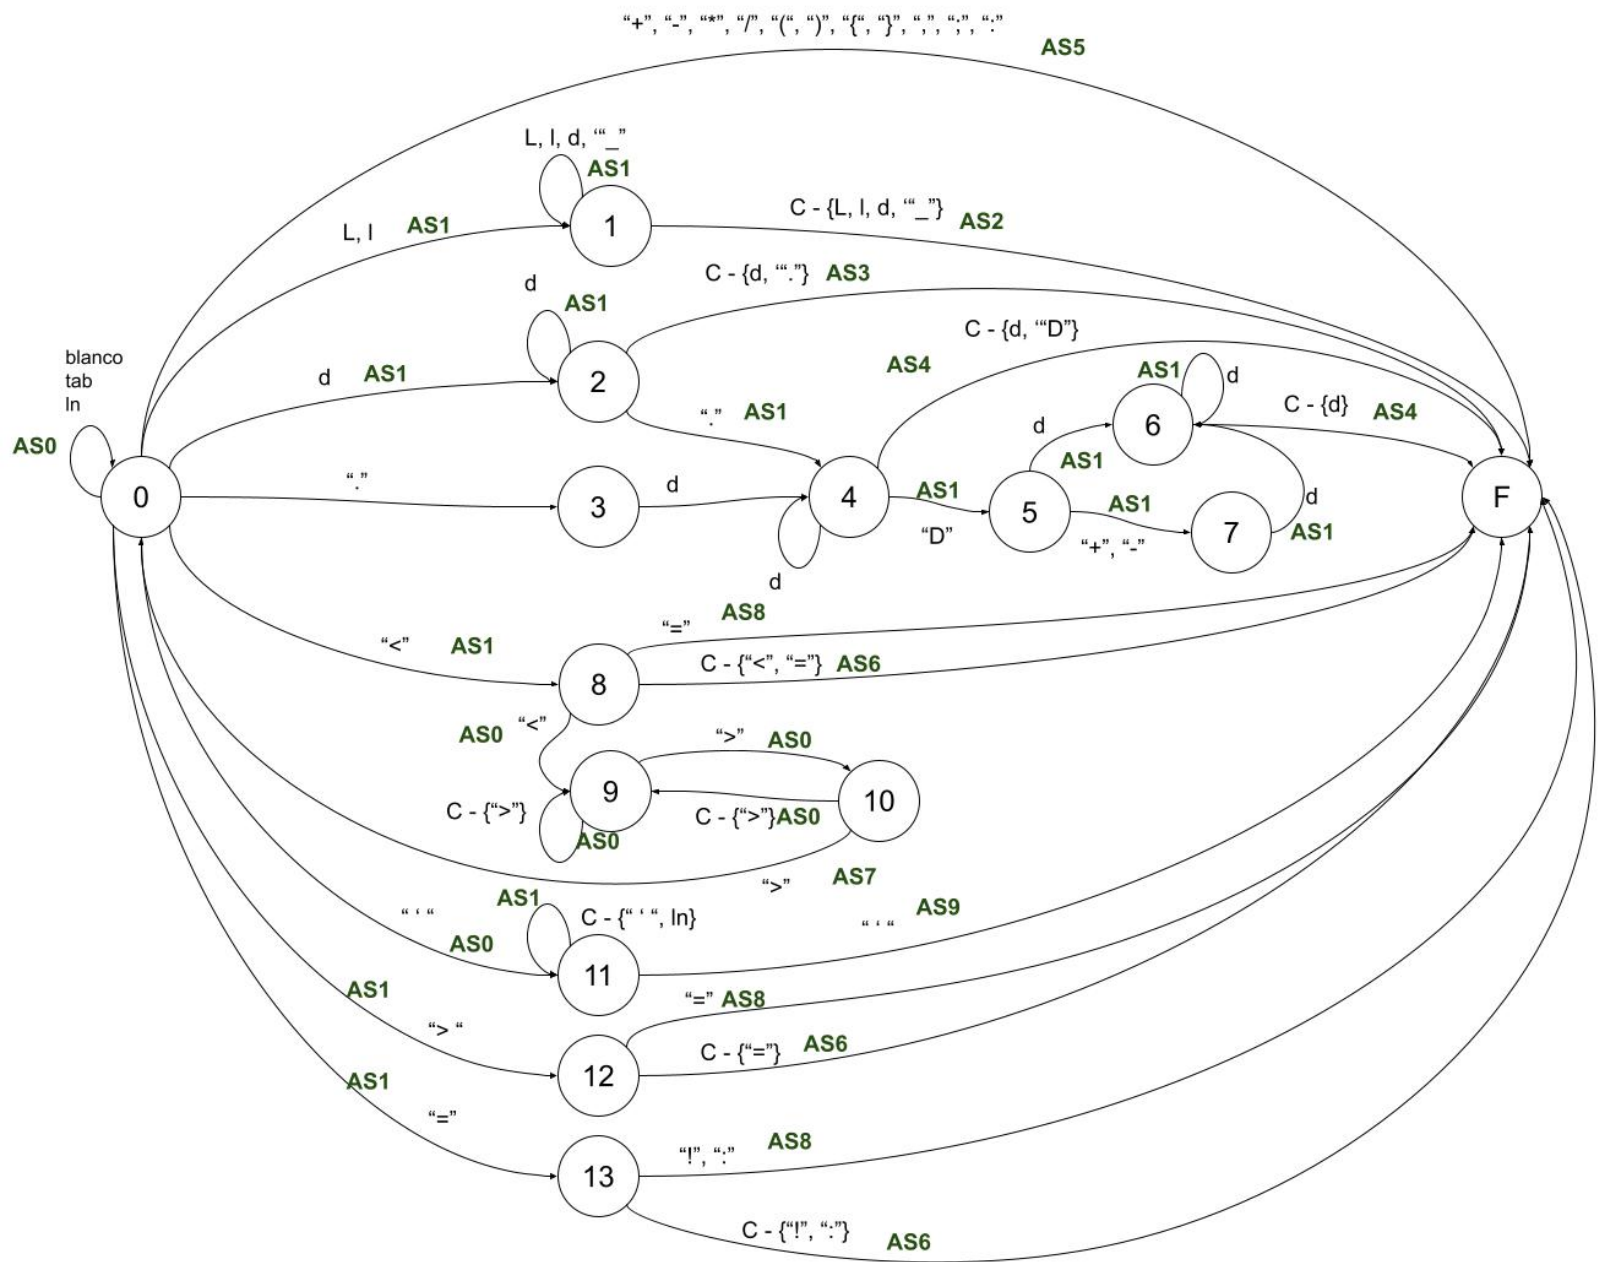 “+”, “-”, “*”, “/”, “(“, “)”, “{“, “}”, “,”, “;”, “:”
AS5
L, l, d, ‘“_”
AS1
L, l AS1
1
C - {L, l, d, ‘“_”} AS2
d
AS1
C - {d, ‘“.”} AS3
C - {d, ‘“D”}
AS4
blanco
tab
ln
AS0
d AS1
2
“.” AS1
AS1 d
6
C - {d} AS4
d
AS1
0
“.”
3
d
4
AS1
“D”
5
AS1
“+”, “-”
7
d
AS1
F
d
“<” AS1
8
“=” AS8
C - {“<”, “=”} AS6
AS0 “<”
9
“>” AS0
10
C - {“>”}
AS0
C - {“>”}AS0
“>” AS7
“ ‘ “
AS0
AS1
C - {“ ‘ “, ln}
11
“ ‘ “ AS9
AS1
“> “
12
“=” AS8
C - {“=”} AS6
AS1
“=”
13
“!”, “:” AS8
C - {“!”, “:”} AS6